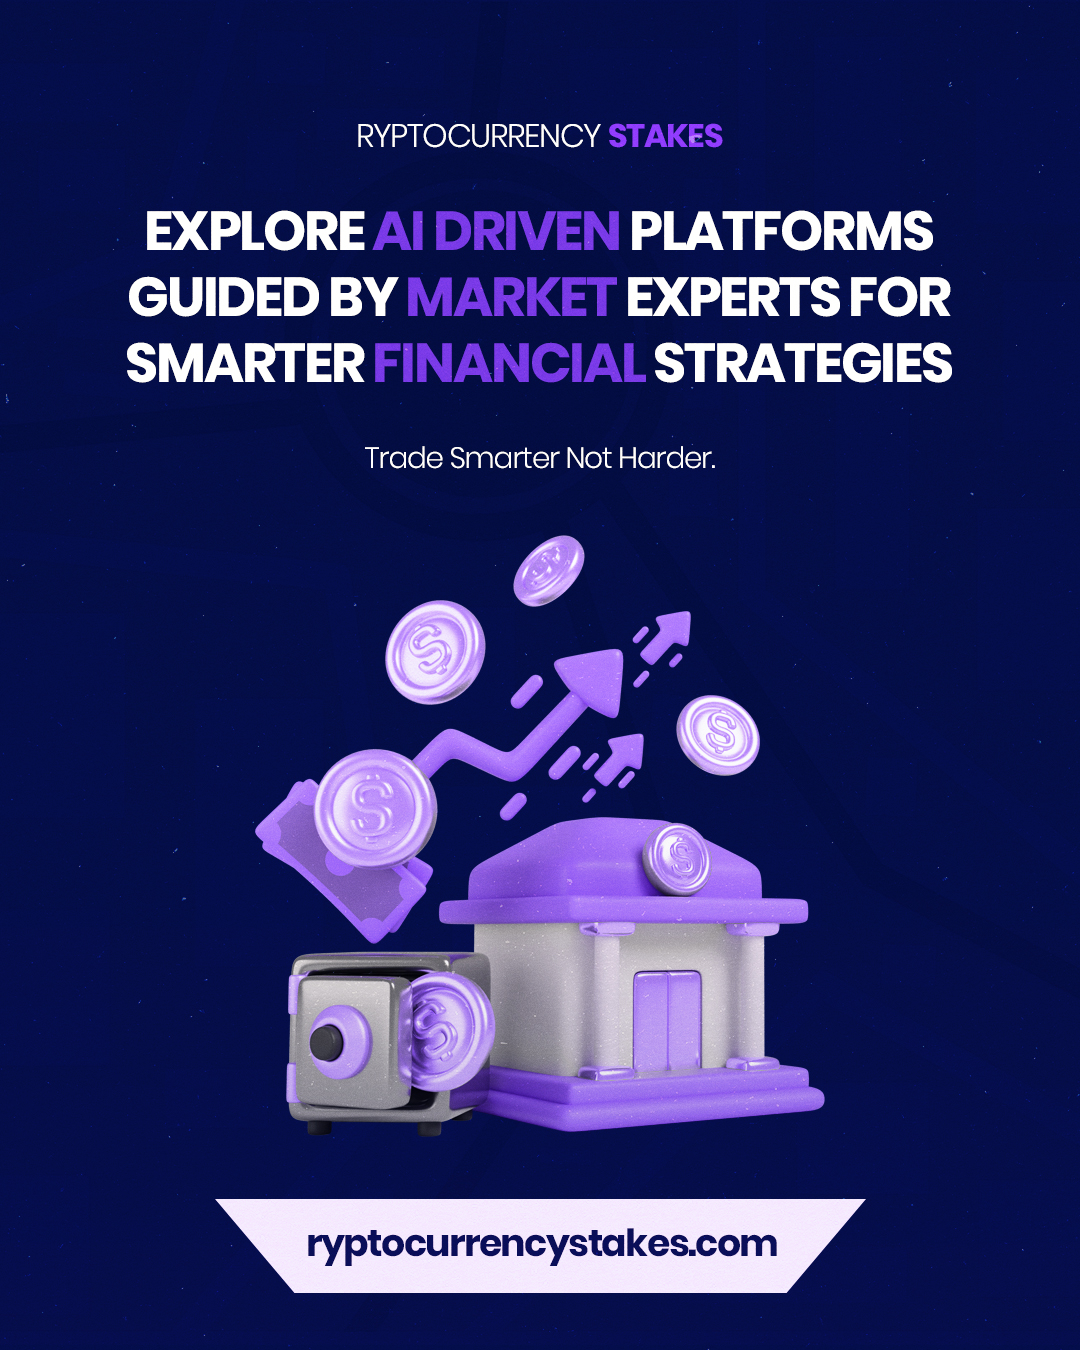 RYPTOCURRENCY STAKES
EXPLORE AI DRIVEN PLATFORMS
GUIDED BY MARKET EXPERTS FOR
SMARTER FINANCIAL STRATEGIES
Trade Smarter Not Harder.
ryptocurrencystakes.com